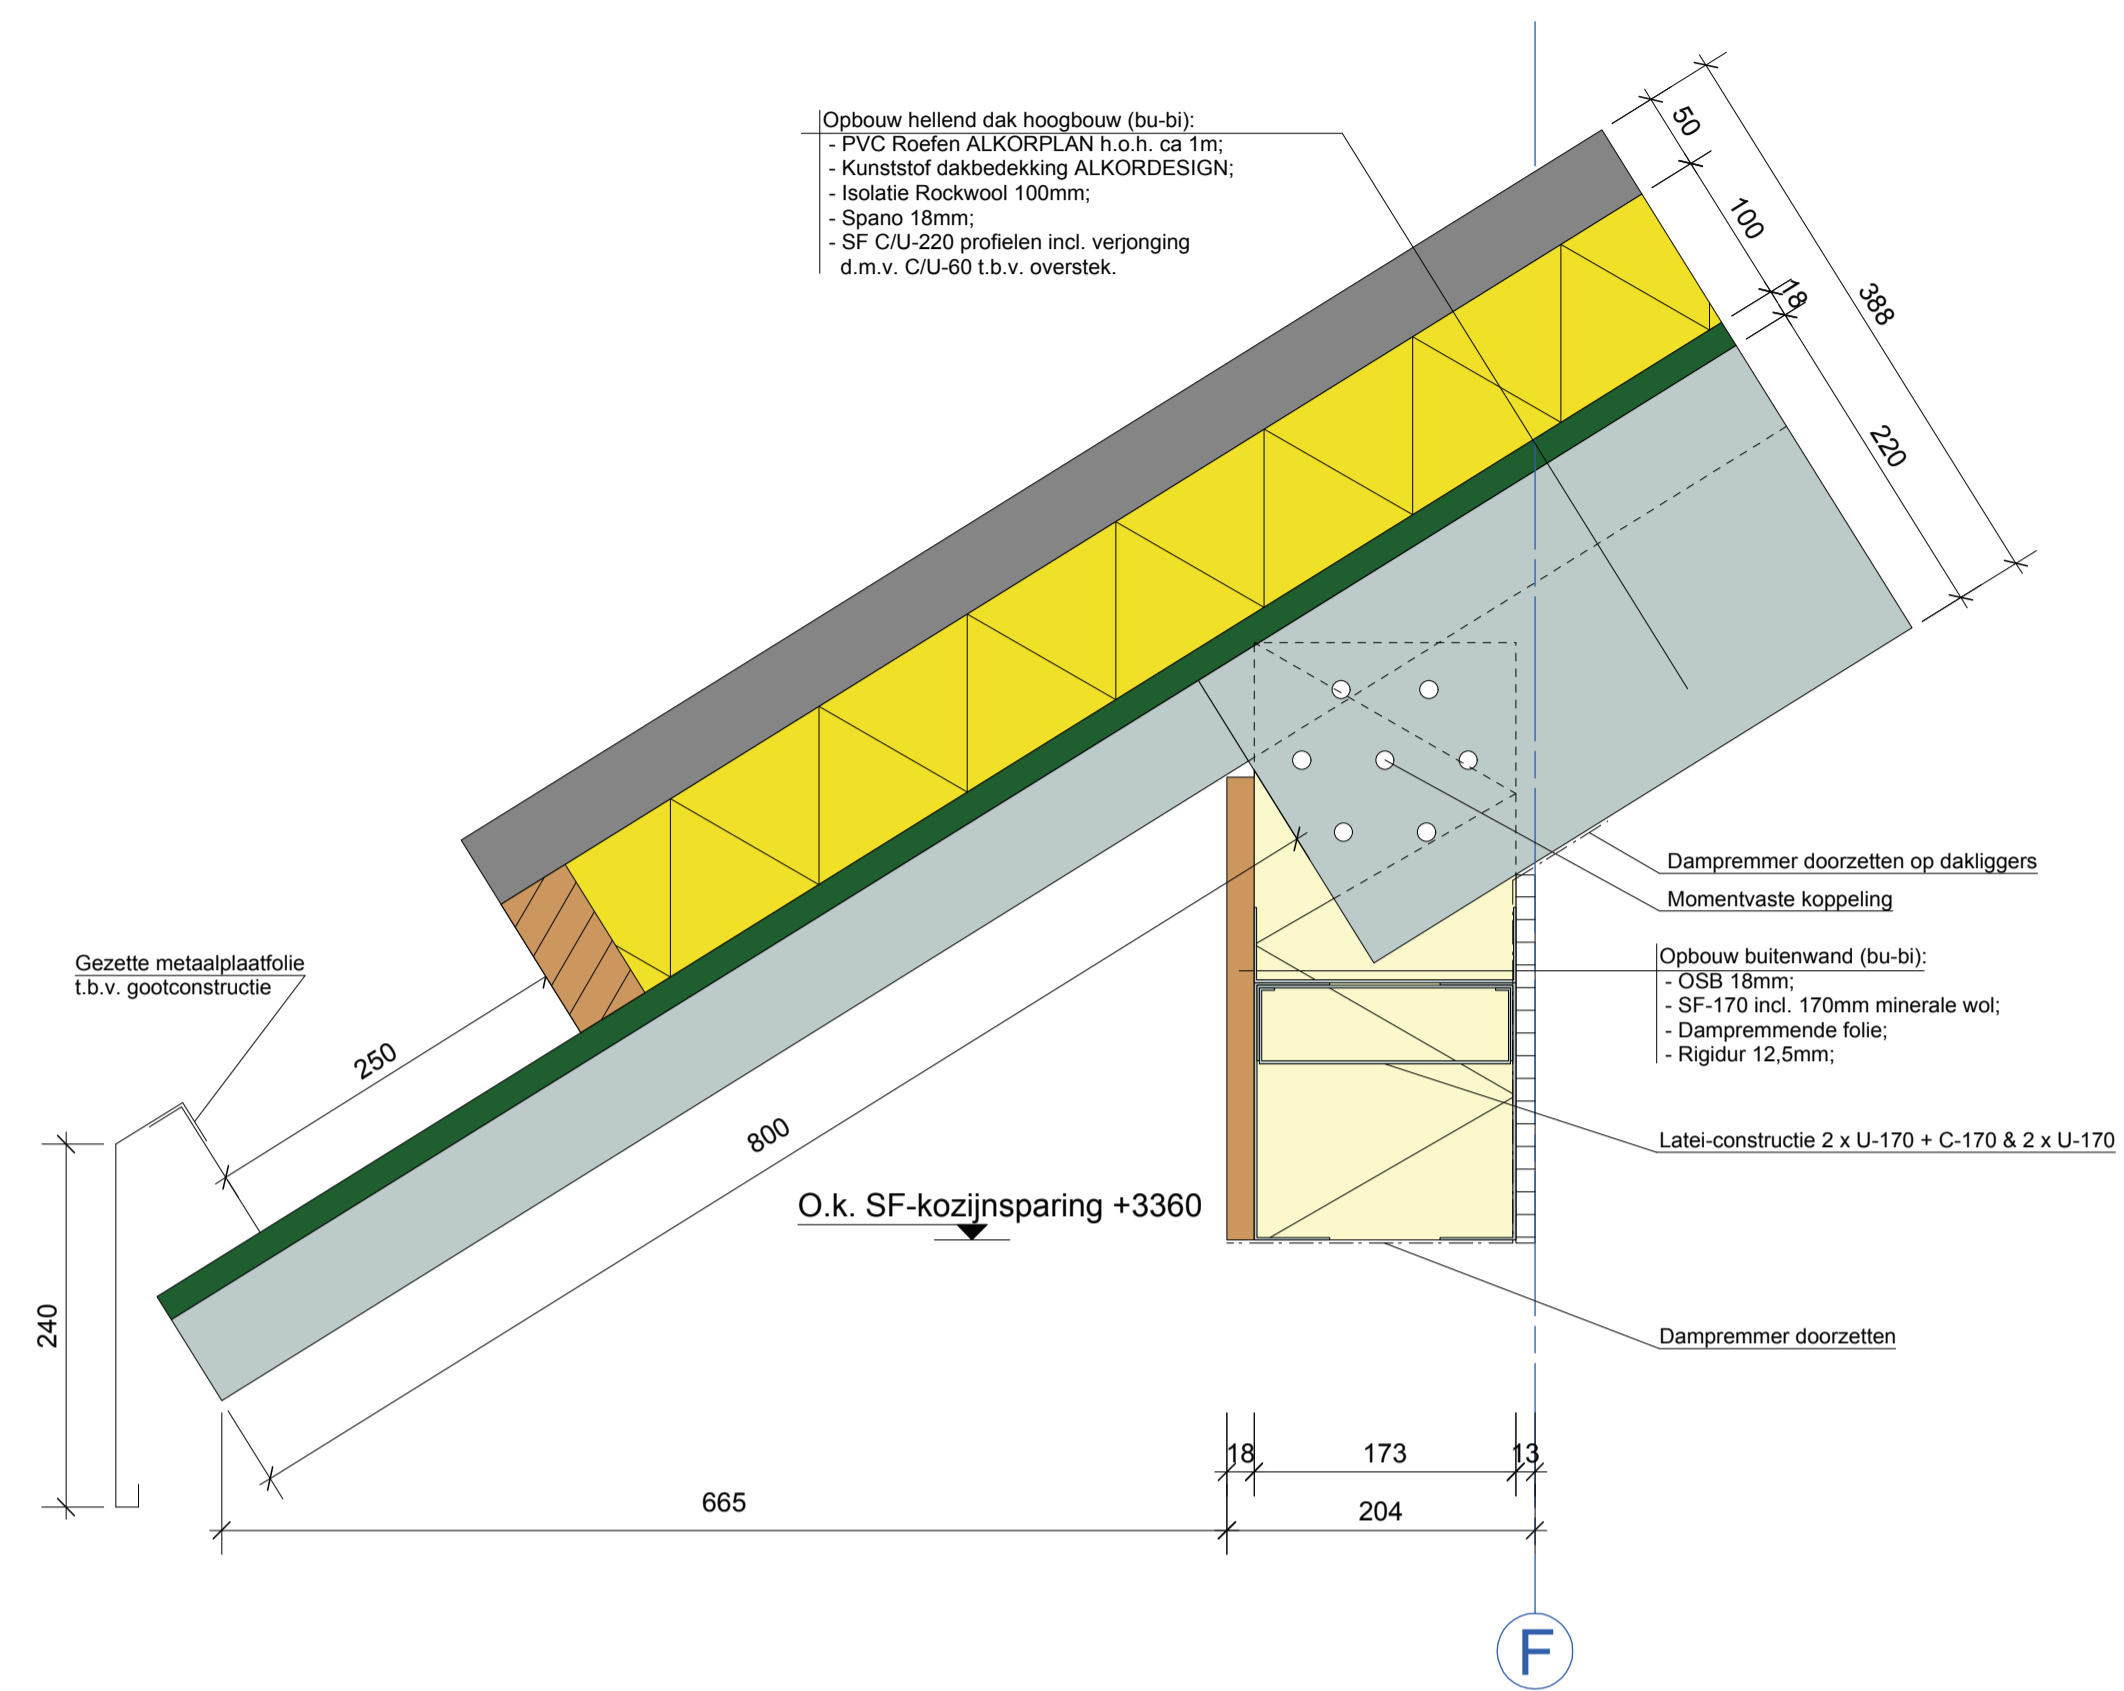 Opbouw hellend dak hoogbouw (bu-bi):
- PVC Roefen ALKORPLAN h.o.h. ca 1m;
- Kunststof dakbedekking ALKORDESIGN;
- Isolatie Rockwool 100mm;
- Spano 18mm;
- SF C/U-220 profielen incl. verjonging
d.m.v. C/U-60 t.b.v. overstek.
50
100
18
388
220
Dampremmer doorzetten op dakliggers
Momentvaste koppeling
Opbouw buitenwand (bu-bi):
- OSB 18mm;
- SF-170 incl. 170mm minerale wol;
- Dampremmende folie;
- Rigidur 12,5mm;
Gezette metaalplaatfolie
t.b.v. gootconstructie
250
800
Latei-constructie 2 x U-170 + C-170 & 2 x U-170
O.k. SF-kozijnsparing +3360
240
Dampremmer doorzetten
18
173
13
665
204
F